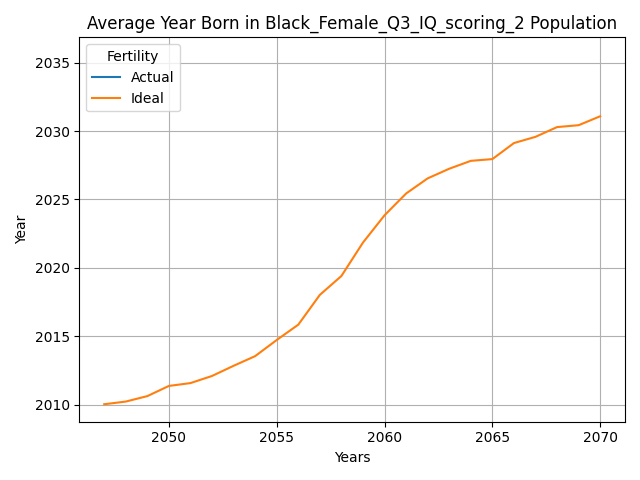 Average Year Born in Black_Female_Q3_IQ_scoring_2 Population
Fertility
Actual
Ideal
2035
2030
2025
2020
2015
2010
Year
2050 2055 2060 2065 2070
Years